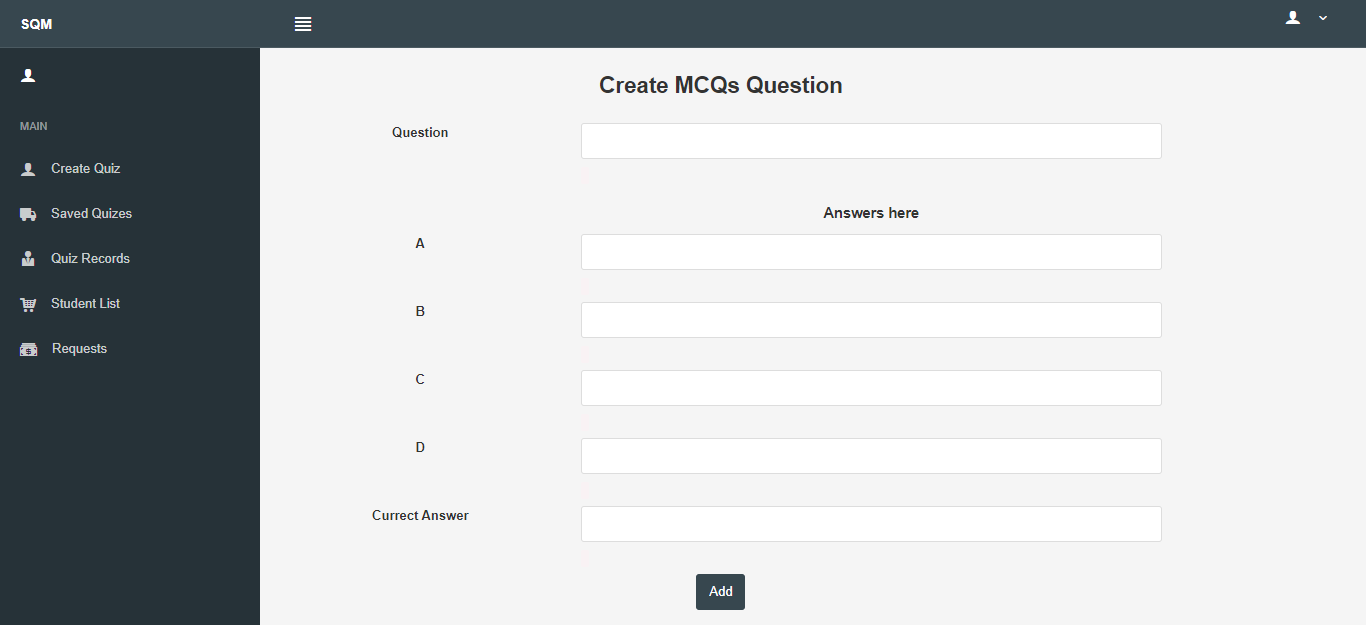 SQM
MAIN
Create Quiz
Saved Quizes
Quiz Records
Student List
Requests
Create MCQs Question
Question
Answers here
A
B
C
D
Currect Answer
Add